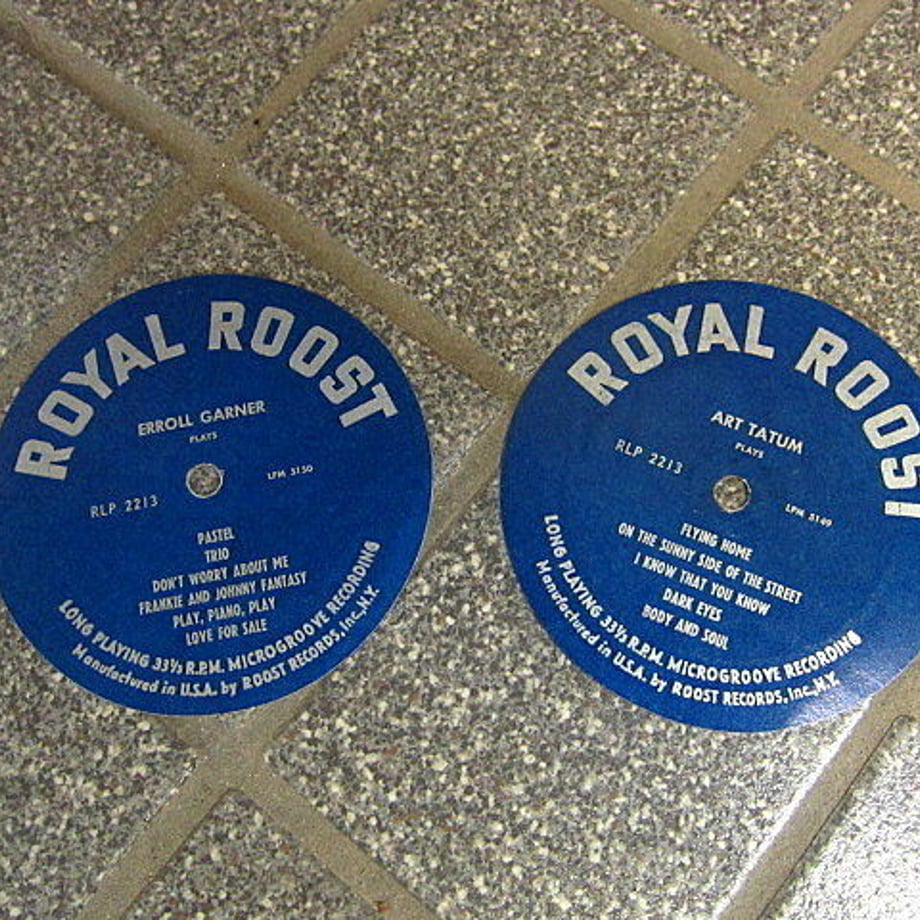 ROYAL ROOST
ERROLL GARNER
PLAYS
RLP 2213
LPM 5150
PASTEL
TRIO
DON'T WORRY ABOUT ME
FRANKIE AND JOHNNY FANTASY
PLAY, PIANO, PLAY
LOVE FOR SALE
LONG PLAYING 33⅓ R.P.M. MICROGROOVE RECORDING
Manufactured in U.S.A. by ROOST RECORDS, Inc., N.Y.
ROYAL ROOST
ART TATUM
PLAYS
RLP 2213
LPM 5149
FLYING HOME
ON THE SUNNY SIDE OF THE STREET
I KNOW THAT YOU KNOW
DARK EYES
BODY AND SOUL
LONG PLAYING 33⅓ R.P.M. MICROGROOVE RECORDING
Manufactured in U.S.A. by ROOST RECORDS, Inc., N.Y.